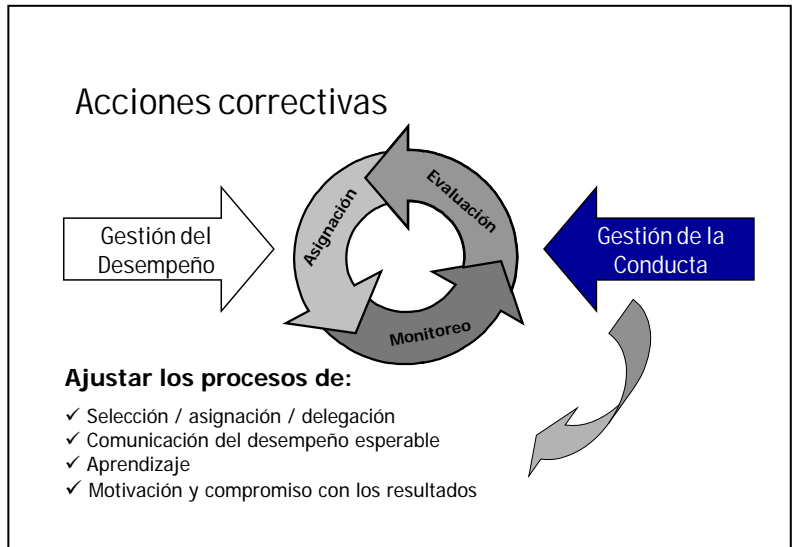 Acciones correctivas
Evaluación
Asignación
Monitoreo
Gestión del
Desempeño
Gestión de la
Conducta
Ajustar los procesos de:
✓ Selección / asignación / delegación
✓ Comunicación del desempeño esperable
✓ Aprendizaje
✓ Motivación y compromiso con los resultados